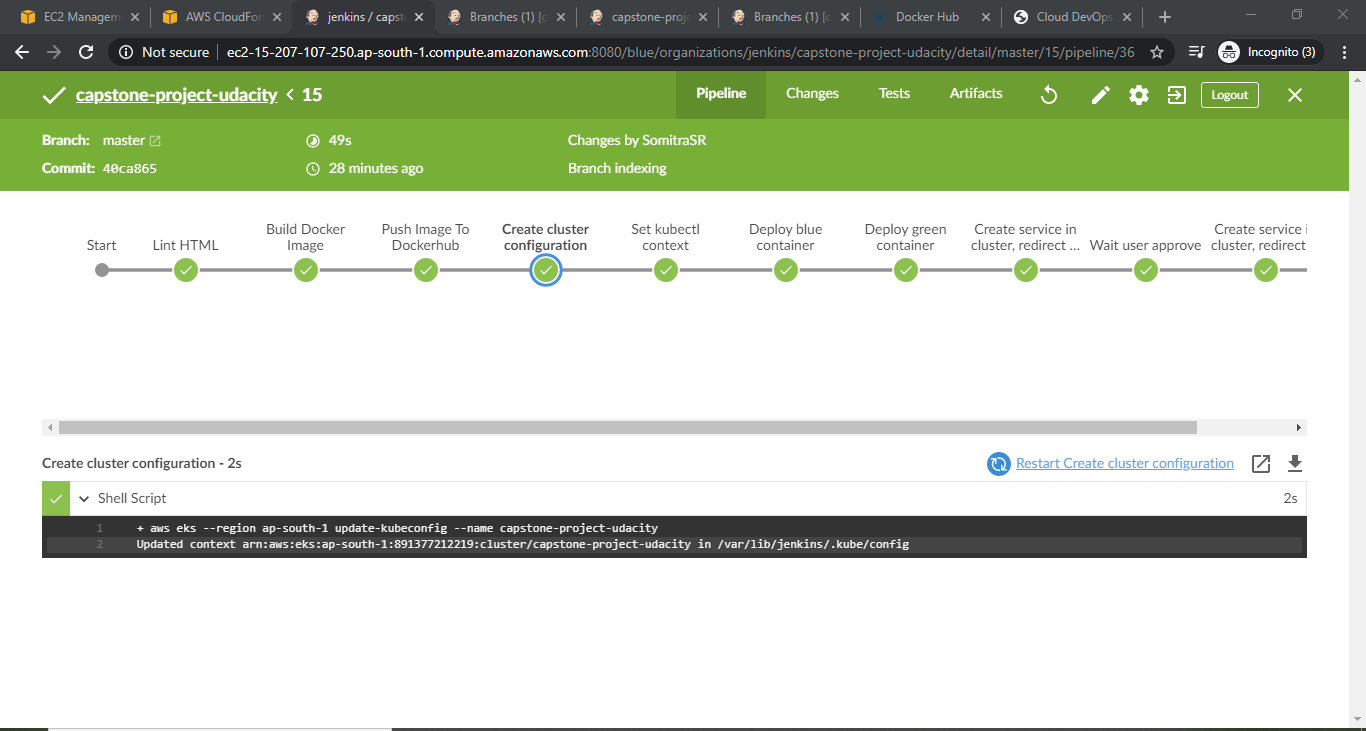 EC2 Managem
AWS CloudFor
jenkins / capst
Branches (1) [c
capstone-proje
Branches (1) [c
Docker Hub
Cloud DevOps
Not secure
ec2-15-207-107-250.ap-south-1.compute.amazonaws.com:8080/blue/organizations/jenkins/capstone-project-udacity/detail/master/15/pipeline/36
Incognito (3)
capstone-project-udacity < 15
Pipeline
Changes
Tests
Artifacts
Logout
Branch: master
49s
Changes by SomitraSR
Commit: 40ca865
28 minutes ago
Branch indexing
Start
Lint HTML
Build Docker
Image
Push Image To
Dockerhub
Create cluster
configuration
Set kubectl
context
Deploy blue
container
Deploy green
container
Create service in
cluster, redirect ...
Wait user approve
Create service i
cluster, redirect
Create cluster configuration - 2s
Restart Create cluster configuration
Shell Script
2s
1 + aws eks --region ap-south-1 update-kubeconfig --name capstone-project-udacity
2 Updated context arn:aws:eks:ap-south-1:891377212219:cluster/capstone-project-udacity in /var/lib/jenkins/.kube/config